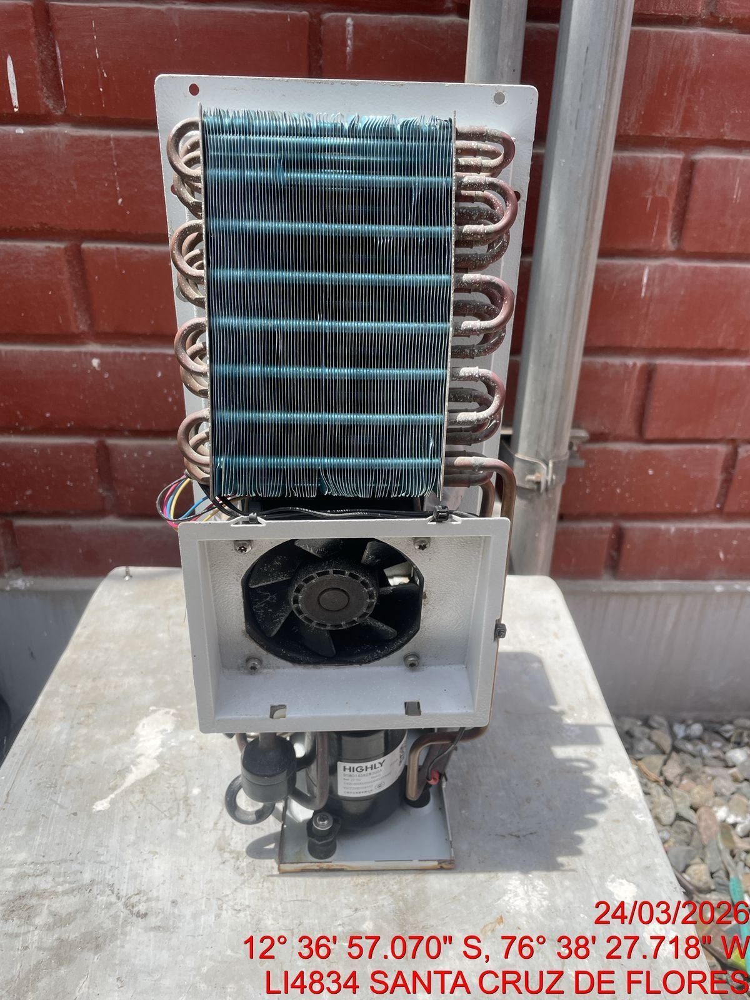 HIGHLY
24/03/2026
12° 36' 57.070" S, 76° 38' 27.718" W
LI4834 SANTA CRUZ DE FLORES